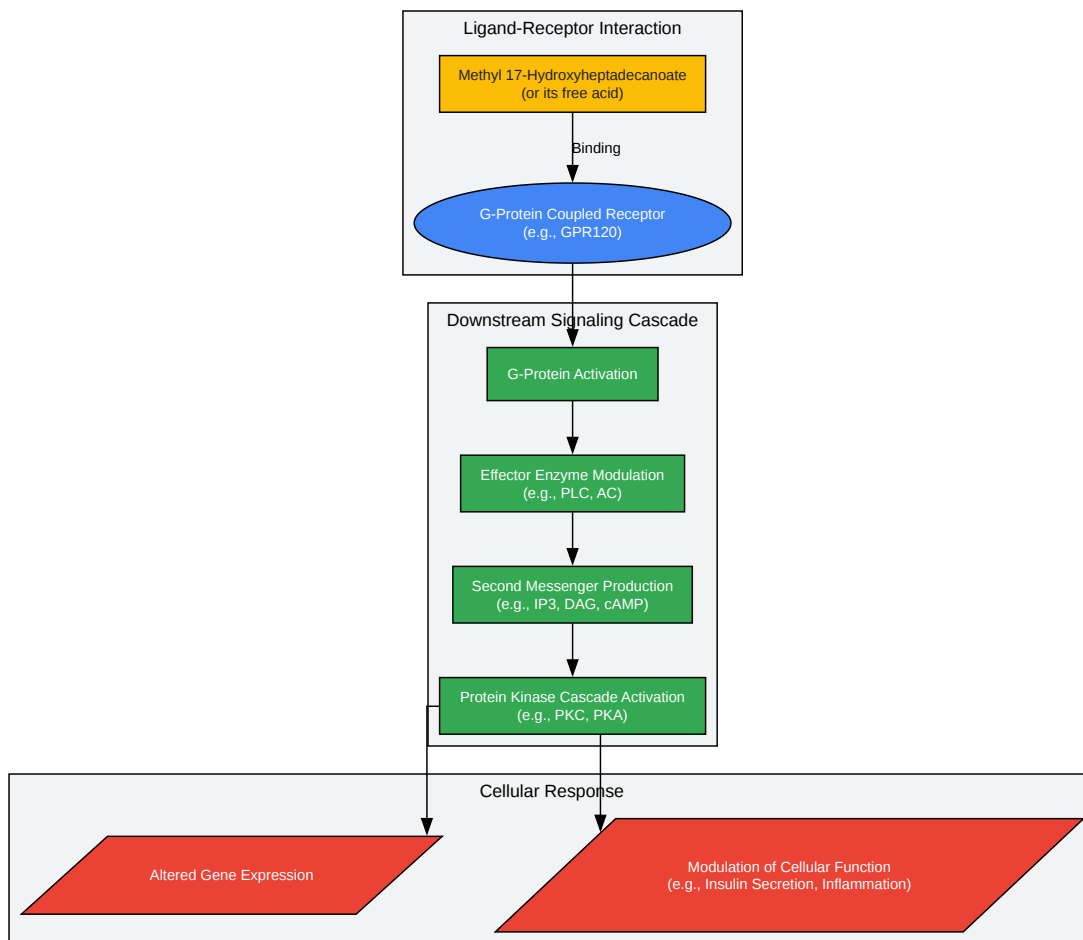 Ligand-Receptor Interaction
Methyl 17-Hydroxyheptadecanoate
(or its free acid)
Binding
G-Protein Coupled Receptor
(e.g., GPR120)
Downstream Signaling Cascade
G-Protein Activation
Effector Enzyme Modulation
(e.g., PLC, AC)
Second Messenger Production
(e.g., IP3, DAG, cAMP)
Protein Kinase Cascade Activation
(e.g., PKC, PKA)
Cellular Response
Altered Gene Expression
Modulation of Cellular Function
(e.g., Insulin Secretion, Inflammation)